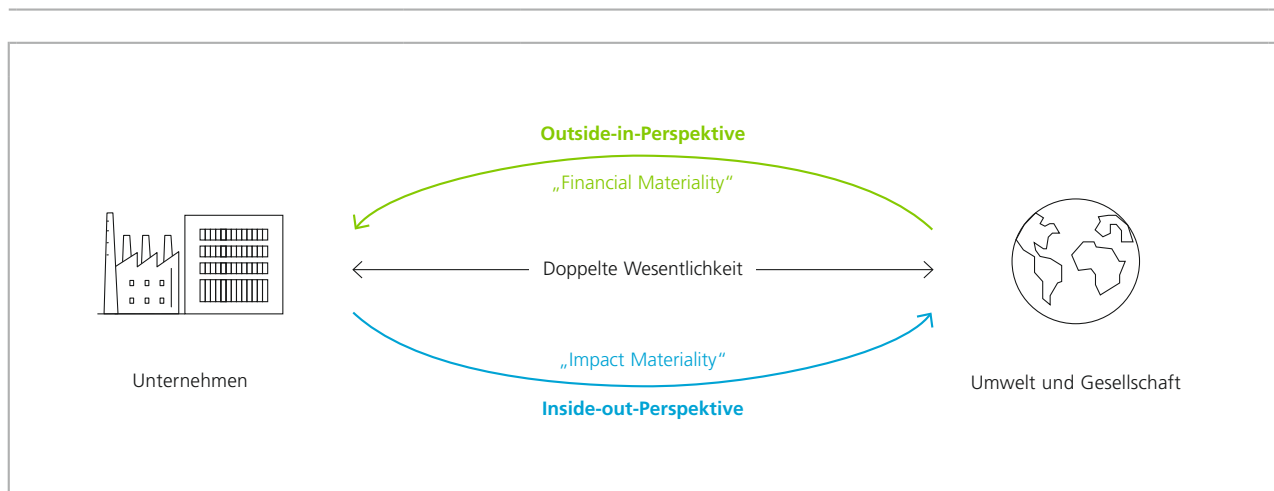 Outside-in-Perspektive
„Financial Materiality“
Doppelte Wesentlichkeit
„Impact Materiality“
Inside-out-Perspektive
Unternehmen
Umwelt und Gesellschaft